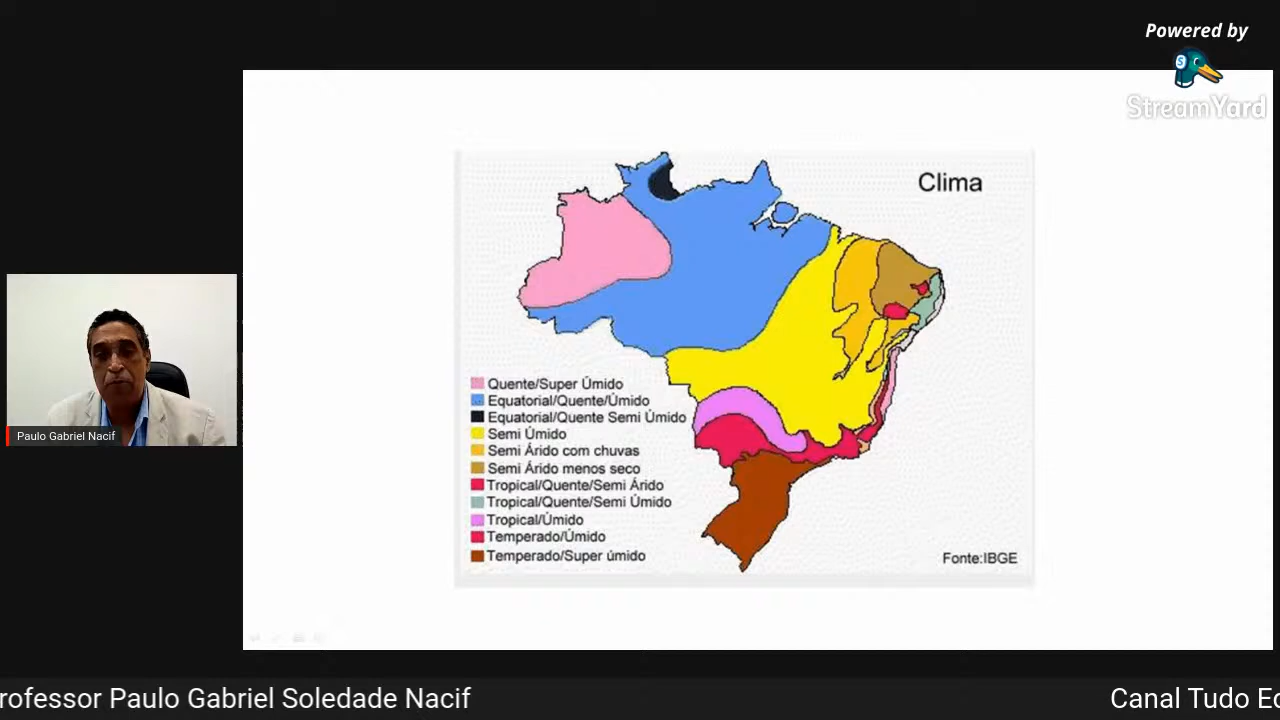 Powered by
StreamYard
Clima
Quente/Super Úmido
Equatorial/Quente/Úmido
Equatorial/Quente Semi Úmido
Semi Úmido
Semi Árido com chuvas
Semi Árido menos seco
Tropical/Quente/Semi Árido
Tropical/Quente/Semi Úmido
Tropical/Úmido
Temperado/Úmido
Temperado/Super úmido
Fonte:IBGE
Paulo Gabriel Nacif
rofessor Paulo Gabriel Soledade Nacif
Canal Tudo Ed